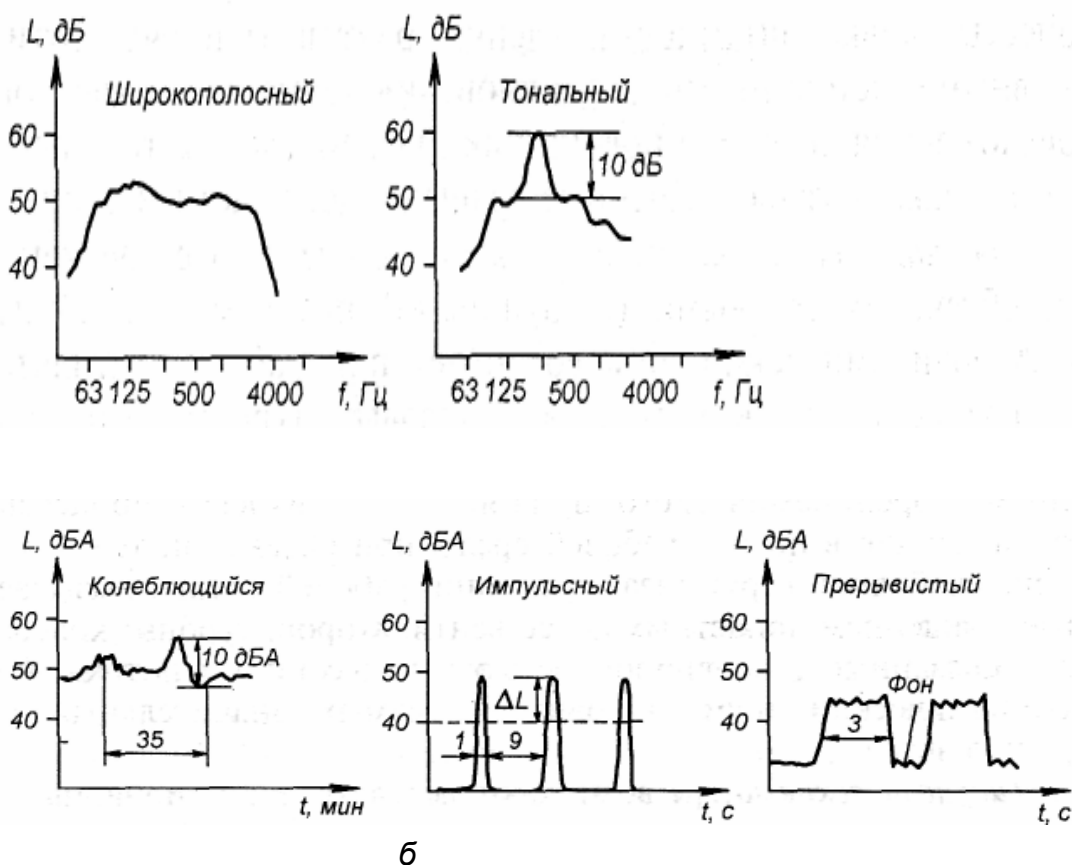 L, дБ
Широкополосный
60
50
40
63 125 500 4000 f, Гц
L, дБ
Тональный
60
10 дБ
50
40
63 125 500 4000 f, Гц
L, дБА
Колеблющийся
60
10 дБА
50
40
35
t, мин
L, дБА
Импульсный
60
50
ΔL
40
1 9
t, с
L, дБА
Прерывистый
60
50
Фон
40
3
t, с
б